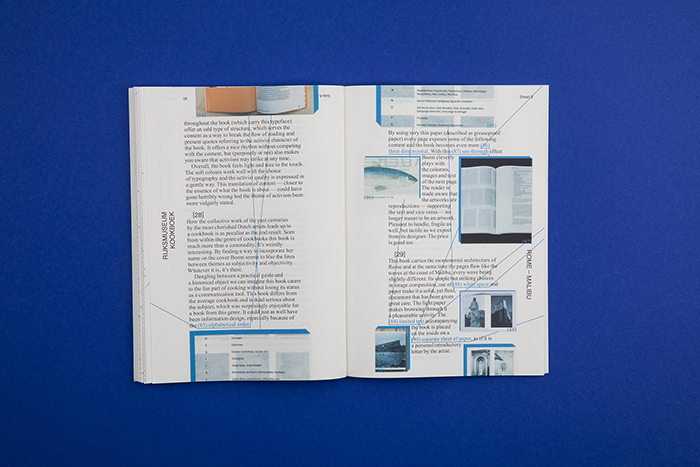 throughout the book (which carry this typeface)
offer an odd type of structure, which serves the
content as a way to break the flow of reading and
present quotes referring to the activist character of
the book. It offers a nice rhythm without competing
with the content, but (purposely or not) also makes
you aware that activism may strike at any time.
Overall, the book feels light and nice to the touch.
The soft colours work well with the choice
of typography and the activist quality is expressed in
a gentle way. This translation of content — closer to
the essence of what the book is about — could have
gone horribly wrong had the theme of activism been
more vulgarly stated.
[28]
RIJKSMUSEUM
KOOKBOEK
How the collective work of the past centuries
by the most cherished Dutch artists leads up to
a cookbook is as peculiar as the end result. Sorn
from within the genre of cookbooks this book is
much more than a commodity. It's weirdly
interesting. By finding a way to incorporate her
name on the cover Boom seems to blur the lines
between themes as subjectivity and objectivity.
Whatever it is, it's there.
Dangling between a practical guide and
a historical object we can imagine this book caters
to the fun part of cooking without losing its status
as a communication tool. This book differs from
the average cookbook and is dead serious about
the subject, which was surprisingly enjoyable for
a book from this genre. It could just as well have
been information design, especially because of
the (85) alphabetical order.
Sheet 3
By using very thin paper (described as greaseproof
paper) every page exposes some of the following
content and the book becomes even more (86)
three dimensional. With this (87) see-through effect
Boom cleverly
plays with
the columns,
images and text
of the next page.
The reader is
made aware that
the artworks are
reproductions — supporting
the text and vice versa — no
longer meant to be an artwork.
Pleasant to handle, fragile as
well, but tactile as we expect
from its designer. The price
is good too.
[29]
ROME – MALIBU
This book carries the monumental architecture of
Rome and at the same time the pages flow like the
waves at the coast of Malibu, every wave being
slightly different. Its simple but striking choices
in image composition, use of (88) white space and
paper make it a solid, yet fluid,
document that has been given
great care. The light paper
makes browsing through it
a pleasurable activity. The
(89) limited info accompanying
the book is placed
on the inside on a
(90) separate sheet of paper, as if it is
a personal introductory
letter by the artist.